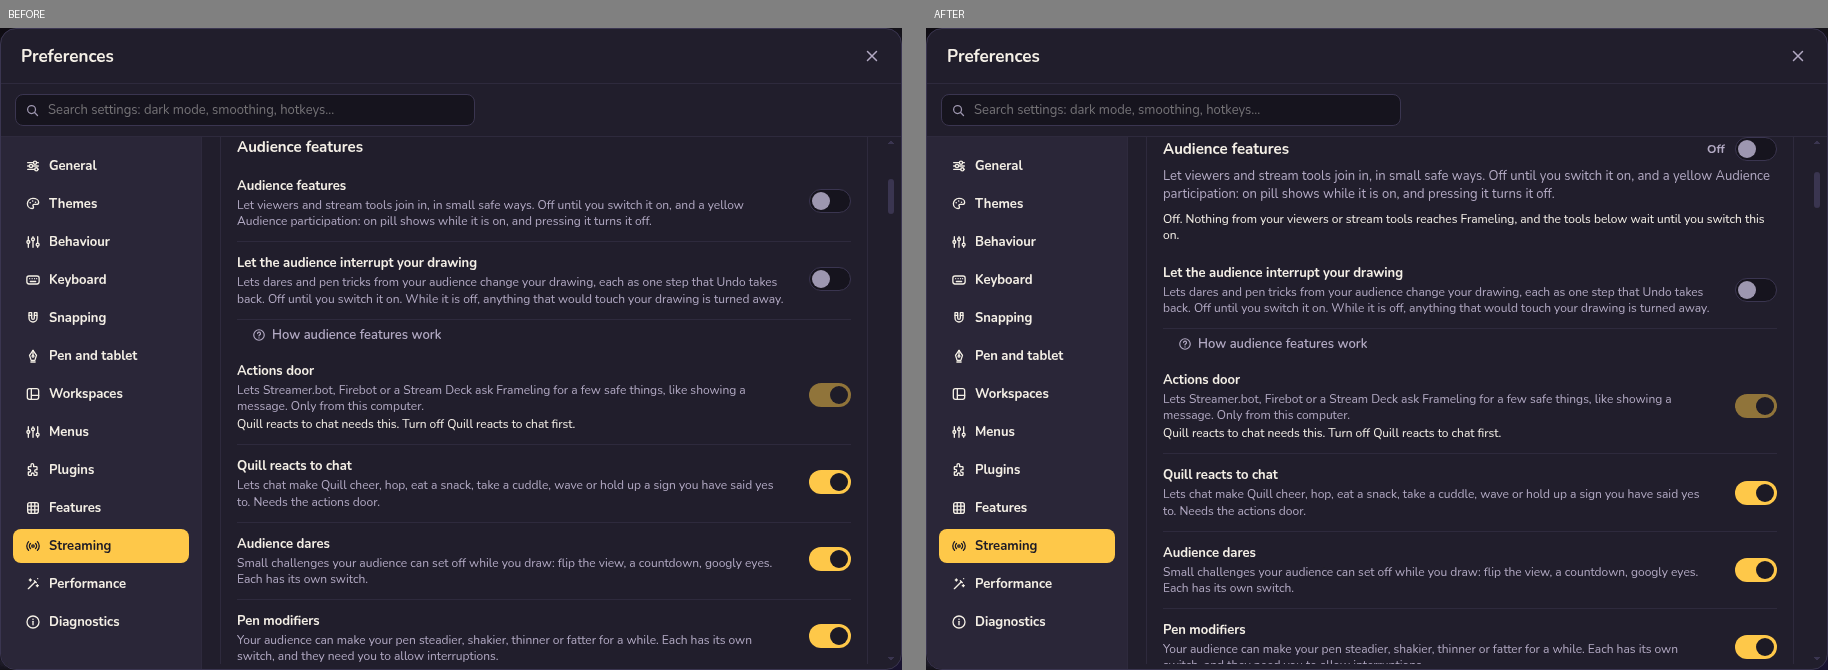 BEFORE
Preferences
Search settings: dark mode, smoothing, hotkeys...
General
Themes
Behaviour
Keyboard
Snapping
Pen and tablet
Workspaces
Menus
Plugins
Features
Streaming
Performance
Diagnostics
Audience features
Audience features
Let viewers and stream tools join in, in small safe ways. Off until you switch it on, and a yellow
Audience participation: on pill shows while it is on, and pressing it turns it off.
Let the audience interrupt your drawing
Lets dares and pen tricks from your audience change your drawing, each as one step that Undo takes
back. Off until you switch it on. While it is off, anything that would touch your drawing is turned away.
How audience features work
Actions door
Lets Streamer.bot, Firebot or a Stream Deck ask Frameling for a few safe things, like showing a
message. Only from this computer.
Quill reacts to chat needs this. Turn off Quill reacts to chat first.
Quill reacts to chat
Lets chat make Quill cheer, hop, eat a snack, take a cuddle, wave or hold up a sign you have said yes
to. Needs the actions door.
Audience dares
Small challenges your audience can set off while you draw: flip the view, a countdown, googly eyes.
Each has its own switch.
Pen modifiers
Your audience can make your pen steadier, shakier, thinner or fatter for a while. Each has its own
switch, and they need you to allow interruptions.
AFTER
Preferences
Search settings: dark mode, smoothing, hotkeys...
General
Themes
Behaviour
Keyboard
Snapping
Pen and tablet
Workspaces
Menus
Plugins
Features
Streaming
Performance
Diagnostics
Audience features
Off
Let viewers and stream tools join in, in small safe ways. Off until you switch it on, and a yellow Audience
participation: on pill shows while it is on, and pressing it turns it off.
Off. Nothing from your viewers or stream tools reaches Frameling, and the tools below wait until you switch this
on.
Let the audience interrupt your drawing
Lets dares and pen tricks from your audience change your drawing, each as one step that Undo takes
back. Off until you switch it on. While it is off, anything that would touch your drawing is turned away.
How audience features work
Actions door
Lets Streamer.bot, Firebot or a Stream Deck ask Frameling for a few safe things, like showing a
message. Only from this computer.
Quill reacts to chat needs this. Turn off Quill reacts to chat first.
Quill reacts to chat
Lets chat make Quill cheer, hop, eat a snack, take a cuddle, wave or hold up a sign you have said yes
to. Needs the actions door.
Audience dares
Small challenges your audience can set off while you draw: flip the view, a countdown, googly eyes.
Each has its own switch.
Pen modifiers
Your audience can make your pen steadier, shakier, thinner or fatter for a while. Each has its own